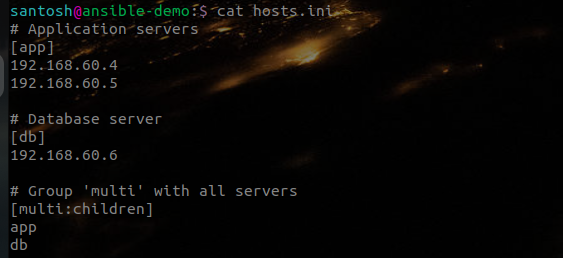 santosh@ansible-demo:$ cat hosts.ini
# Application servers
[app]
192.168.60.4
192.168.60.5
# Database server
[db]
192.168.60.6
# Group 'multi' with all servers
[multi:children]
app
db